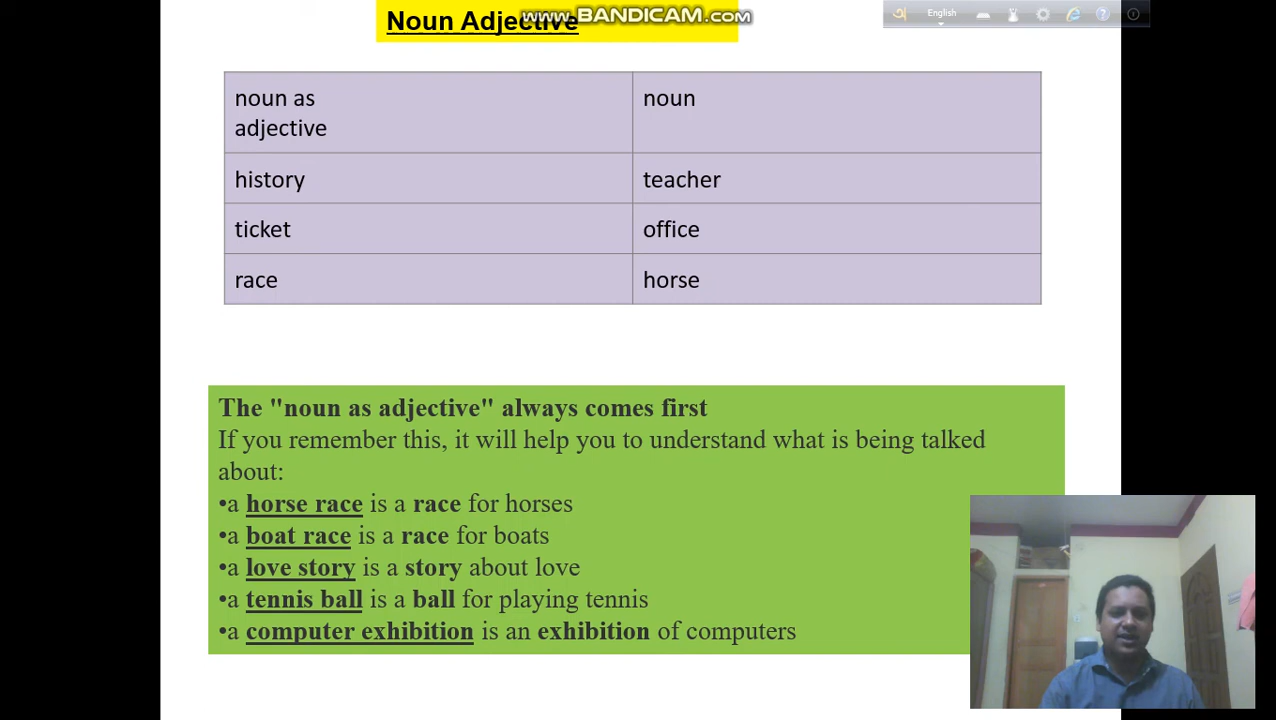 Noun Adjective
www.BANDICAM.com
English
noun as
adjective
noun
history
teacher
ticket
office
race
horse
The "noun as adjective" always comes first
If you remember this, it will help you to understand what is being talked
about:
•a horse race is a race for horses
•a boat race is a race for boats
•a love story is a story about love
•a tennis ball is a ball for playing tennis
•a computer exhibition is an exhibition of computers